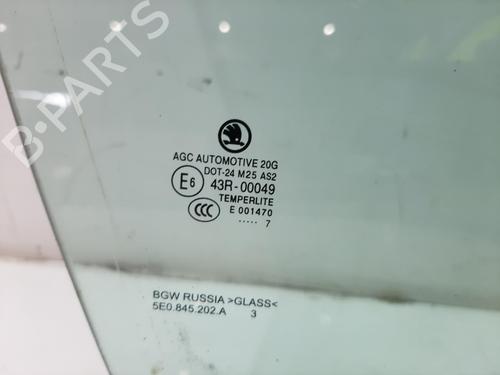 B-PARTS
AGC AUTOMOTIVE 20G
DOT-24 M25 AS2
E6 43R-00049
TEMPERLITE
CCC E 001470
..... 7
BGW RUSSIA >GLASS<
5E0.845.202.A 3